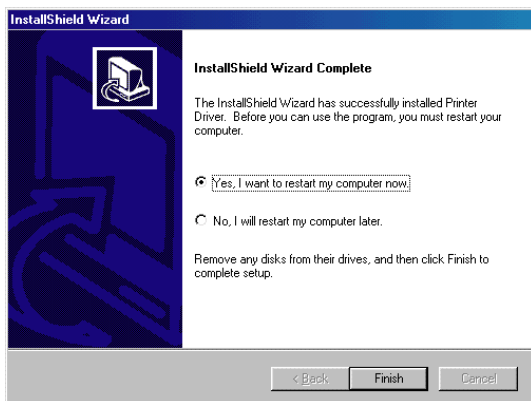 InstallShield Wizard
InstallShield Wizard Complete
The InstallShield Wizard has successfully installed Printer
Driver. Before you can use the program, you must restart your
computer.
Yes, I want to restart my computer now.
No, I will restart my computer later.
Remove any disks from their drives, and then click Finish to
complete setup.
< Back
Finish
Cancel